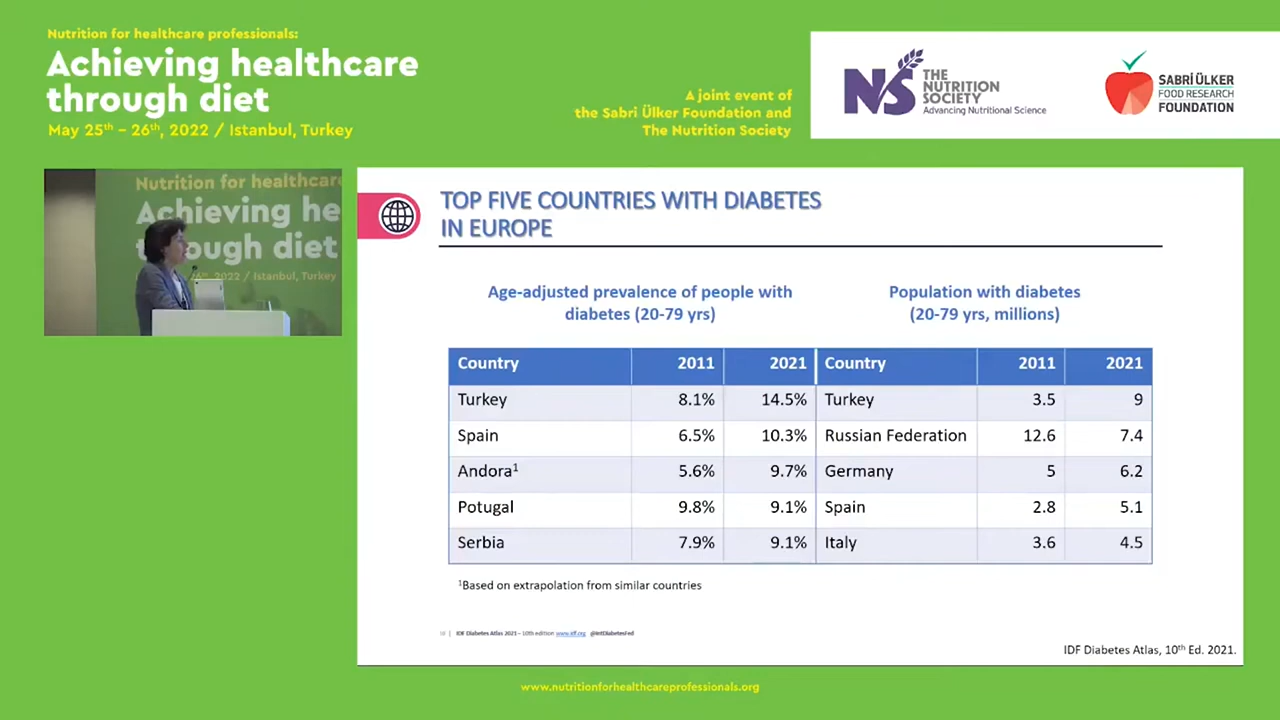 Nutrition for healthcare professionals:
Achieving healthcare
through diet
May 25th - 26th, 2022 / Istanbul, Turkey
A joint event of
the Sabri Ülker Foundation and
The Nutrition Society
NS THE
NUTRITION
SOCIETY
Advancing Nutritional Science
SABRİ ÜLKER
FOOD RESEARCH
FOUNDATION
Nutrition for healthcare
Achieving he
through diet
26th, 2022 / Istanbul, Turkey
TOP FIVE COUNTRIES WITH DIABETES
IN EUROPE
Age-adjusted prevalence of people with
diabetes (20-79 yrs)
Population with diabetes
(20-79 yrs, millions)
Country 2011 2021 Country 2011 2021
Turkey 8.1% 14.5% Turkey 3.5 9
Spain 6.5% 10.3% Russian Federation 12.6 7.4
Andora¹ 5.6% 9.7% Germany 5 6.2
Potugal 9.8% 9.1% Spain 2.8 5.1
Serbia 7.9% 9.1% Italy 3.6 4.5
¹Based on extrapolation from similar countries
| IDF Diabetes Atlas 2021 – 10th edition www.idf.org @IntDiabetesFed
IDF Diabetes Atlas, 10th Ed. 2021.
www.nutritionforhealthcareprofessionals.org